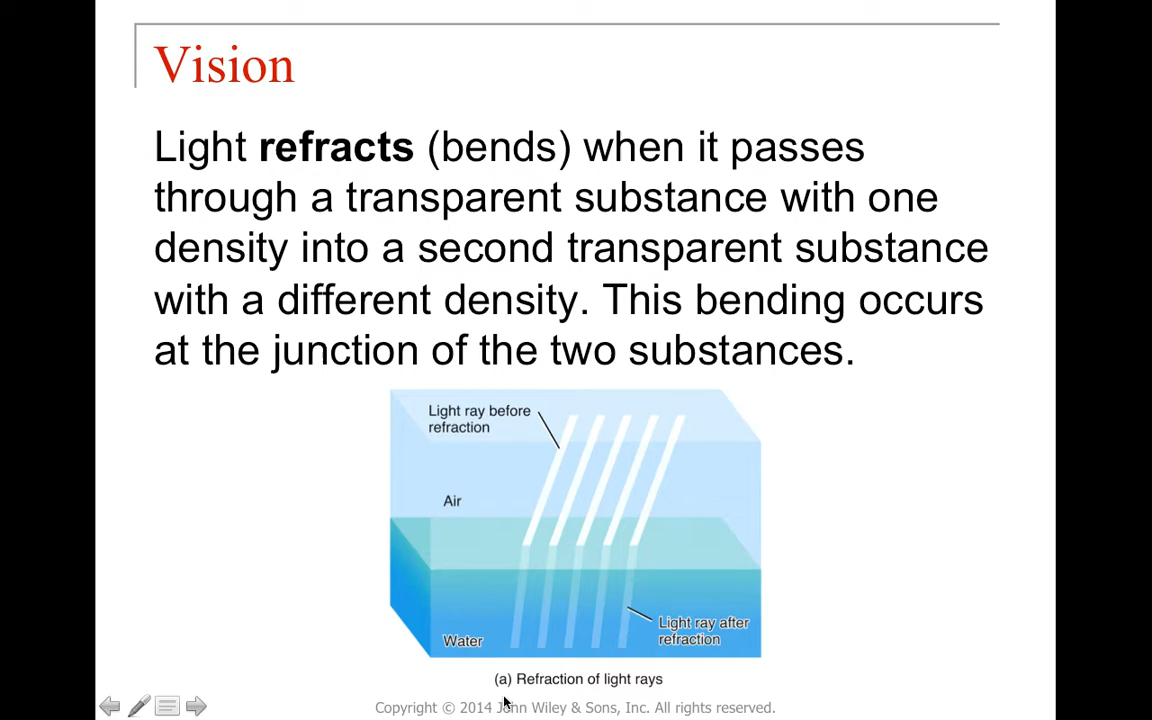 Vision
Light refracts (bends) when it passes
through a transparent substance with one
density into a second transparent substance
with a different density. This bending occurs
at the junction of the two substances.
Light ray before
refraction
Air
Light ray after
refraction
Water
(a) Refraction of light rays
Copyright © 2014 John Wiley & Sons, Inc. All rights reserved.